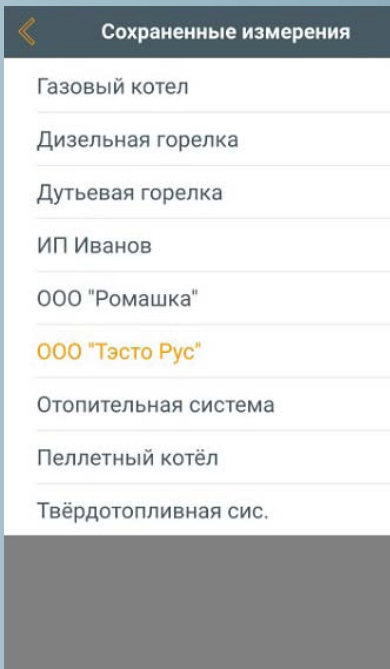 Сохраненные измерения
Газовый котел
Дизельная горелка
Дутьевая горелка
ИП Иванов
ООО "Ромашка"
ООО "Тэсто Рус"
Отопительная система
Пеллетный котёл
Твёрдотопливная сис.